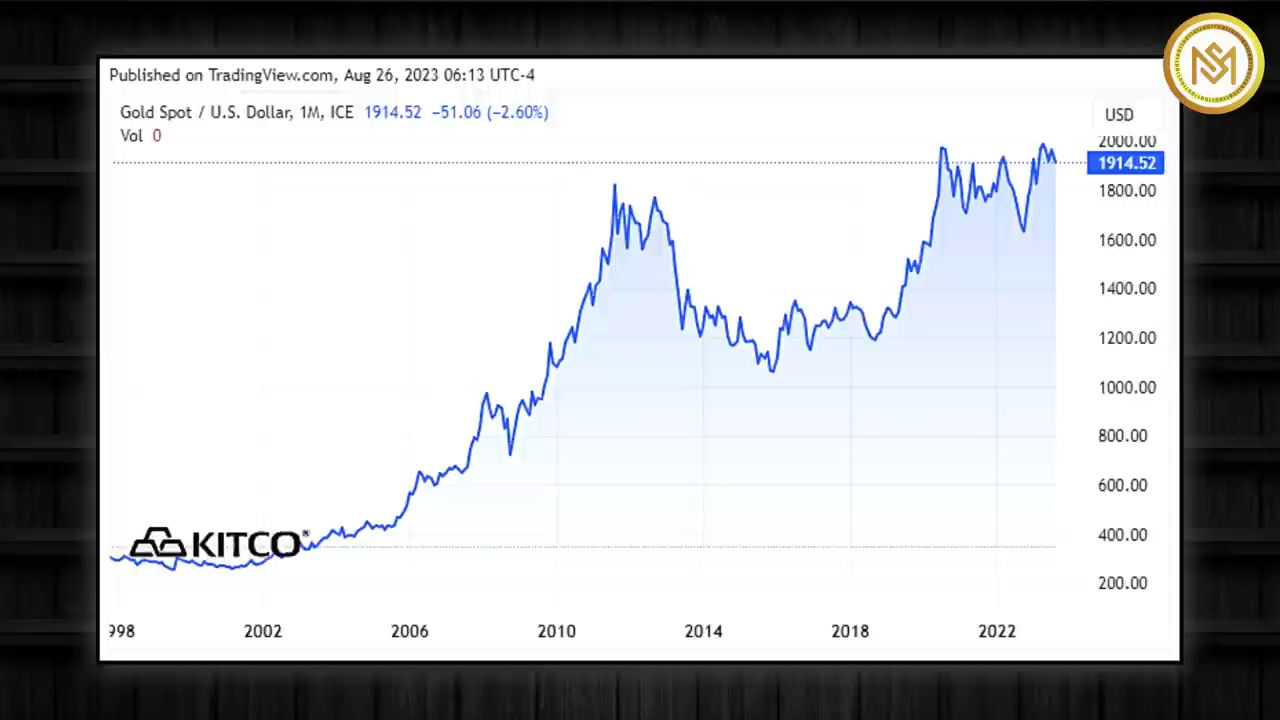 Published on TradingView.com, Aug 26, 2023 06:13 UTC-4
Gold Spot / U.S. Dollar, 1M, ICE 1914.52 −51.06 (−2.60%)
Vol 0
USD
2000.00
1914.52
1800.00
1600.00
1400.00
1200.00
1000.00
800.00
600.00
400.00
200.00
KITCO®
998 2002 2006 2010 2014 2018 2022